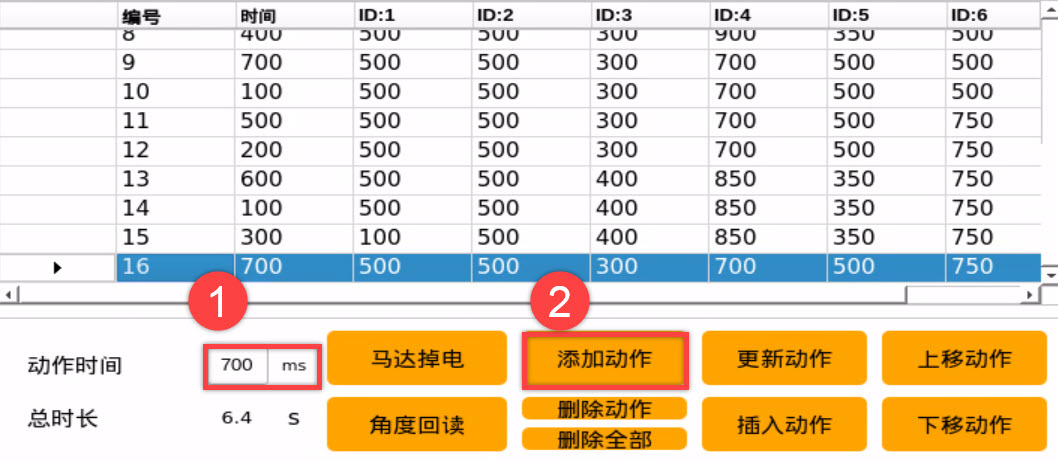 编号 时间 ID:1 ID:2 ID:3 ID:4 ID:5 ID:6
8 400 500 500 300 900 350 500
9 700 500 500 300 700 500 500
10 100 500 500 300 700 500 500
11 500 500 500 300 700 500 750
12 200 500 500 300 700 500 750
13 600 500 500 400 850 350 750
14 100 500 500 400 850 350 750
15 300 100 500 400 850 350 750
16 700 500 500 300 700 500 750
1 2
动作时间 700 ms 马达掉电 添加动作 更新动作 上移动作
总时长 6.4 S 角度回读 删除动作 插入动作 下移动作
删除全部